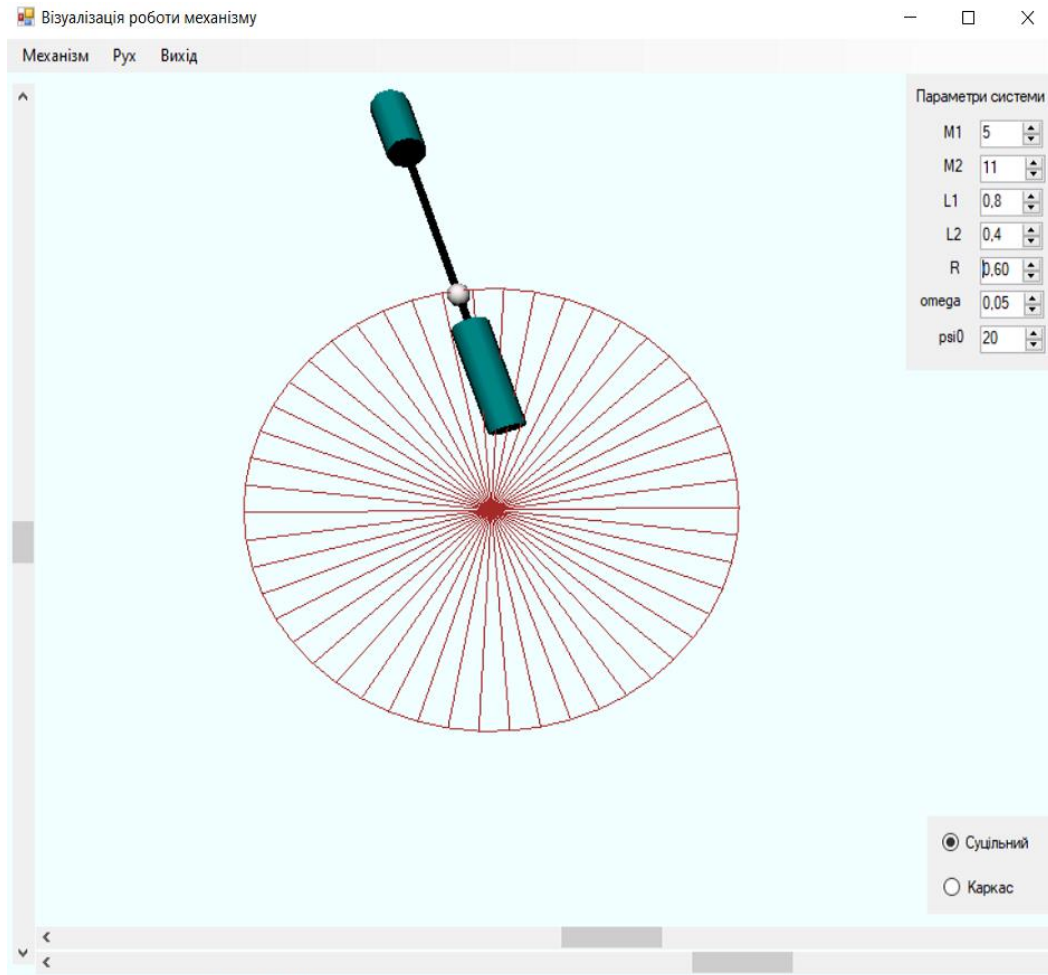 Візуалізація роботи механізму
Механізм Рух Вихід
Параметри системи
M1 5
M2 11
L1 0,8
L2 0,4
R 0,60
omega 0,05
psi0 20
Суцільний
Каркас